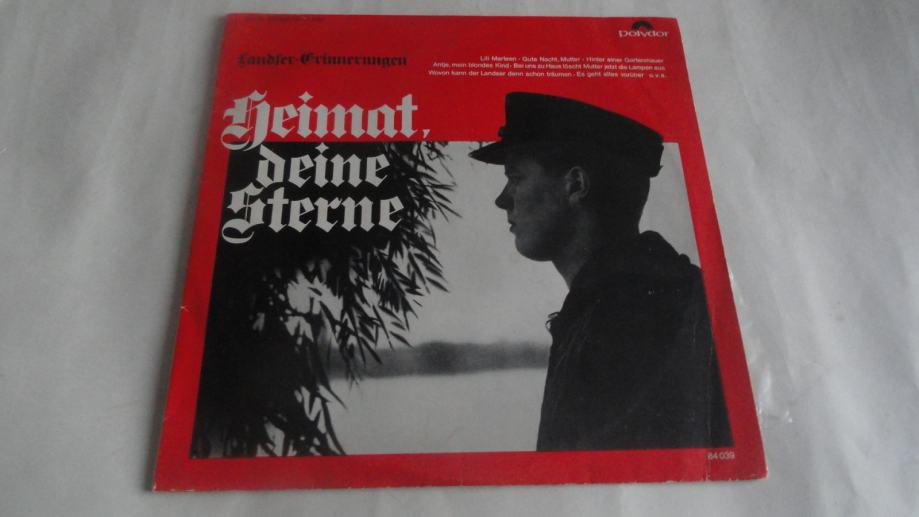 polydor
Landser-Erinnerungen
Lili Marleen · Gute Nacht, Mutter · Hinter einer Gartenmauer
Antje, mein blondes Kind · Bei uns zu Haus löscht Mutter jetzt die Lampen aus
Wovon kann der Landser denn schon träumen · Es geht alles vorüber u.v.a.
Heimat,
deine
Sterne
84 039